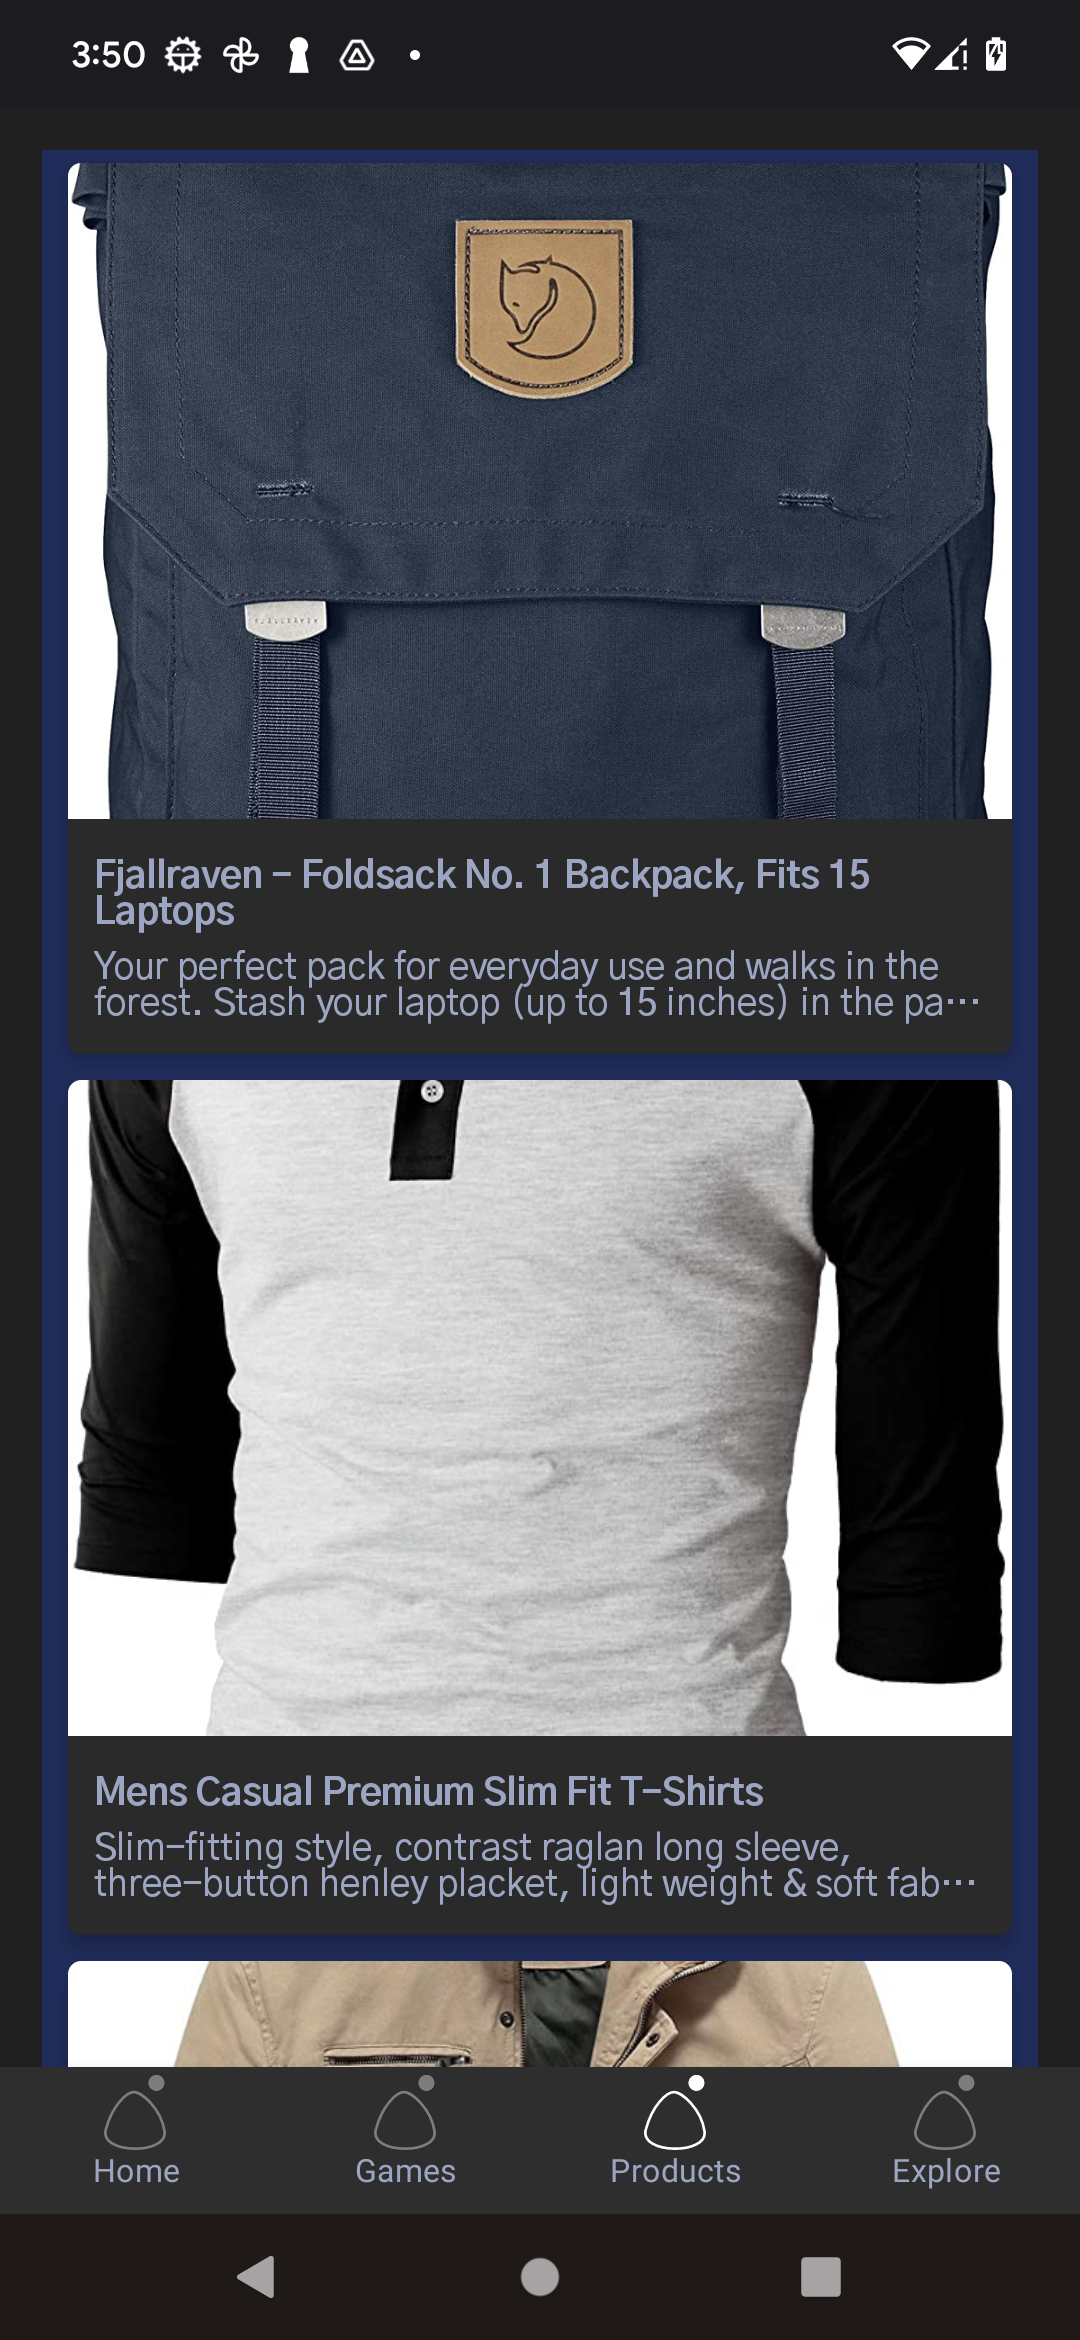 3:50
Fjallraven - Foldsack No. 1 Backpack, Fits 15
Laptops
Your perfect pack for everyday use and walks in the
forest. Stash your laptop (up to 15 inches) in the pa...
Mens Casual Premium Slim Fit T-Shirts
Slim-fitting style, contrast raglan long sleeve,
three-button henley placket, light weight & soft fab...
Home
Games
Products
Explore